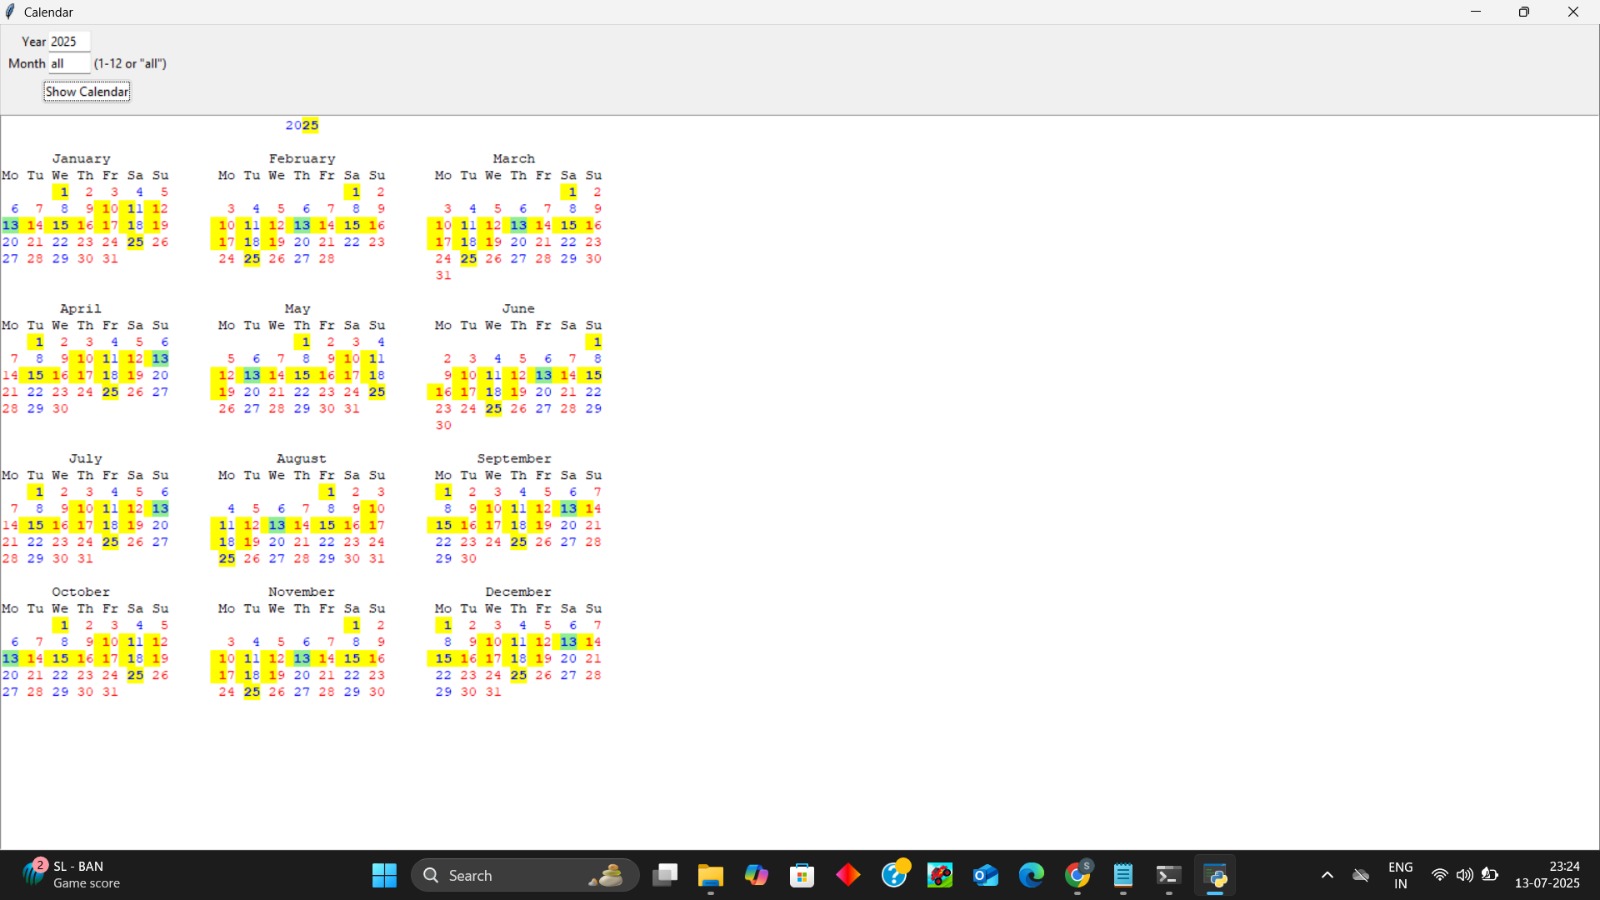 Calendar
Year 2025
Month all (1-12 or "all")
Show Calendar
2025
January February March
Mo Tu We Th Fr Sa Su Mo Tu We Th Fr Sa Su Mo Tu We Th Fr Sa Su
1 2 3 4 5 1 2 1 2
6 7 8 9 10 11 12 3 4 5 6 7 8 9 3 4 5 6 7 8 9
13 14 15 16 17 18 19 10 11 12 13 14 15 16 10 11 12 13 14 15 16
20 21 22 23 24 25 26 17 18 19 20 21 22 23 17 18 19 20 21 22 23
27 28 29 30 31 24 25 26 27 28 24 25 26 27 28 29 30
31
April May June
Mo Tu We Th Fr Sa Su Mo Tu We Th Fr Sa Su Mo Tu We Th Fr Sa Su
1 2 3 4 5 6 1 2 3 4 1
7 8 9 10 11 12 13 5 6 7 8 9 10 11 2 3 4 5 6 7 8
14 15 16 17 18 19 20 12 13 14 15 16 17 18 9 10 11 12 13 14 15
21 22 23 24 25 26 27 19 20 21 22 23 24 25 16 17 18 19 20 21 22
28 29 30 26 27 28 29 30 31 23 24 25 26 27 28 29
30
July August September
Mo Tu We Th Fr Sa Su Mo Tu We Th Fr Sa Su Mo Tu We Th Fr Sa Su
1 2 3 4 5 6 1 2 3 1 2 3 4 5 6 7
7 8 9 10 11 12 13 4 5 6 7 8 9 10 8 9 10 11 12 13 14
14 15 16 17 18 19 20 11 12 13 14 15 16 17 15 16 17 18 19 20 21
21 22 23 24 25 26 27 18 19 20 21 22 23 24 22 23 24 25 26 27 28
28 29 30 31 25 26 27 28 29 30 31 29 30
October November December
Mo Tu We Th Fr Sa Su Mo Tu We Th Fr Sa Su Mo Tu We Th Fr Sa Su
1 2 3 4 5 1 2 1 2 3 4 5 6 7
6 7 8 9 10 11 12 3 4 5 6 7 8 9 8 9 10 11 12 13 14
13 14 15 16 17 18 19 10 11 12 13 14 15 16 15 16 17 18 19 20 21
20 21 22 23 24 25 26 17 18 19 20 21 22 23 22 23 24 25 26 27 28
27 28 29 30 31 24 25 26 27 28 29 30 29 30 31
2 SL - BAN
Game score
Search
S
ENG
IN
23:24
13-07-2025